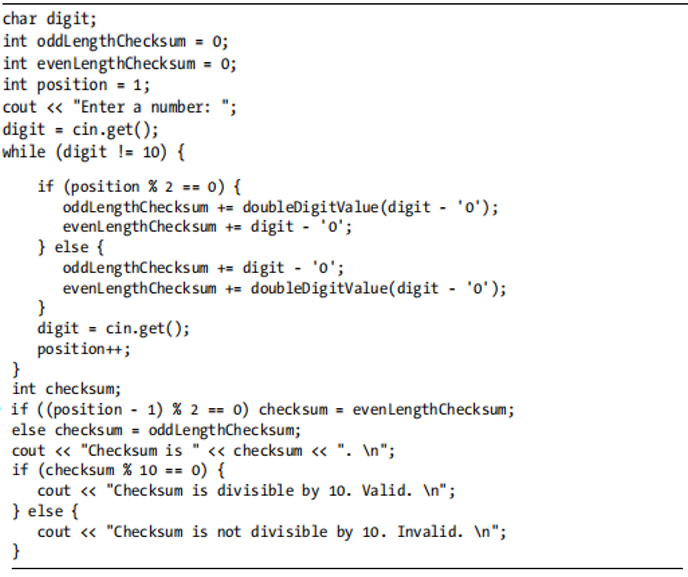 char digit;
int oddLengthChecksum = 0;
int evenLengthChecksum = 0;
int position = 1;
cout << "Enter a number: ";
digit = cin.get();
while (digit != 10) {
if (position % 2 == 0) {
oddLengthChecksum += doubleDigitValue(digit - '0');
evenLengthChecksum += digit - '0';
} else {
oddLengthChecksum += digit - '0';
evenLengthChecksum += doubleDigitValue(digit - '0');
}
digit = cin.get();
position++;
}
int checksum;
if ((position - 1) % 2 == 0) checksum = evenLengthChecksum;
else checksum = oddLengthChecksum;
cout << "Checksum is " << checksum << ". \n";
if (checksum % 10 == 0) {
cout << "Checksum is divisible by 10. Valid. \n";
} else {
cout << "Checksum is not divisible by 10. Invalid. \n";
}